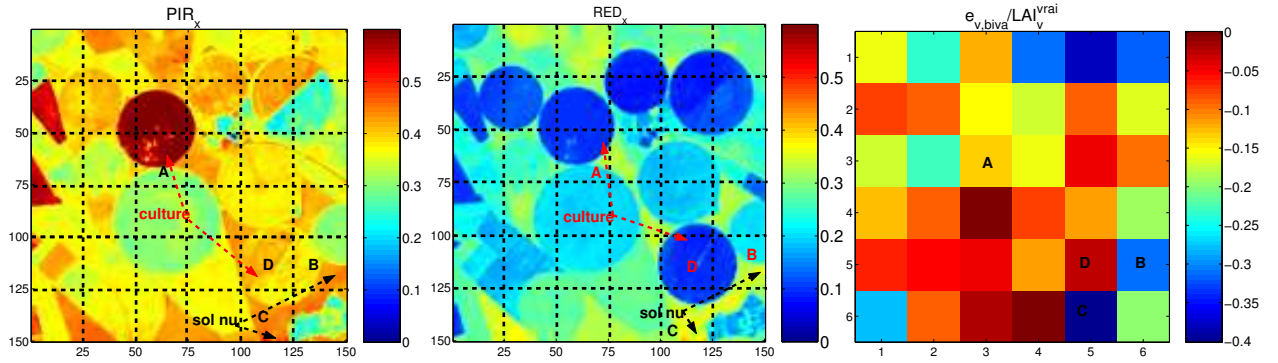 PIR_x
25
50
75
100
125
150
25 50 75 100 125 150
A
culture
D
B
C
sol nu
0.5
0.4
0.3
0.2
0.1
0
RED_x
25
50
75
100
125
150
25 50 75 100 125 150
A
culture
B
D
sol nu
C
0.5
0.4
0.3
0.2
0.1
0
e_{v,biva}/LAI_v^{vrai}
1
2
3
4
5
6
1 2 3 4 5 6
A
D
B
C
0
−0.05
−0.1
−0.15
−0.2
−0.25
−0.3
−0.35
−0.4